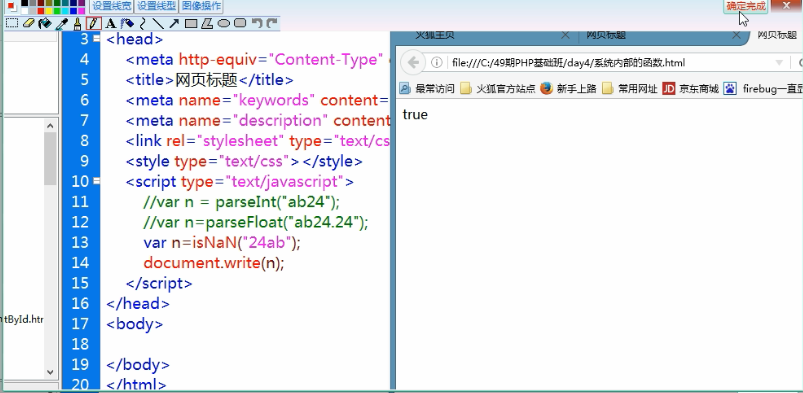 设置线宽 设置线型 图像操作
确定完成
3 <head>
4 <meta http-equiv="Content-Type"
5 <title>网页标题</title>
6 <meta name="keywords" content=
7 <meta name="description" content
8 <link rel="stylesheet" type="text/css
9 <style type="text/css"></style>
10 <script type="text/javascript">
11 //var n = parseInt("ab24");
12 //var n=parseFloat("ab24.24");
13 var n=isNaN("24ab");
14 document.write(n);
15 </script>
16 </head>
17 <body>
18
19 </body>
20 </html>
tById.htr
火狐主页 网页标题 网页标题
file:///C:/49期PHP基础班/day4/系统内部的函数.html
最常访问 火狐官方站点 新手上路 常用网址 JD 京东商城 firebug一直显
true